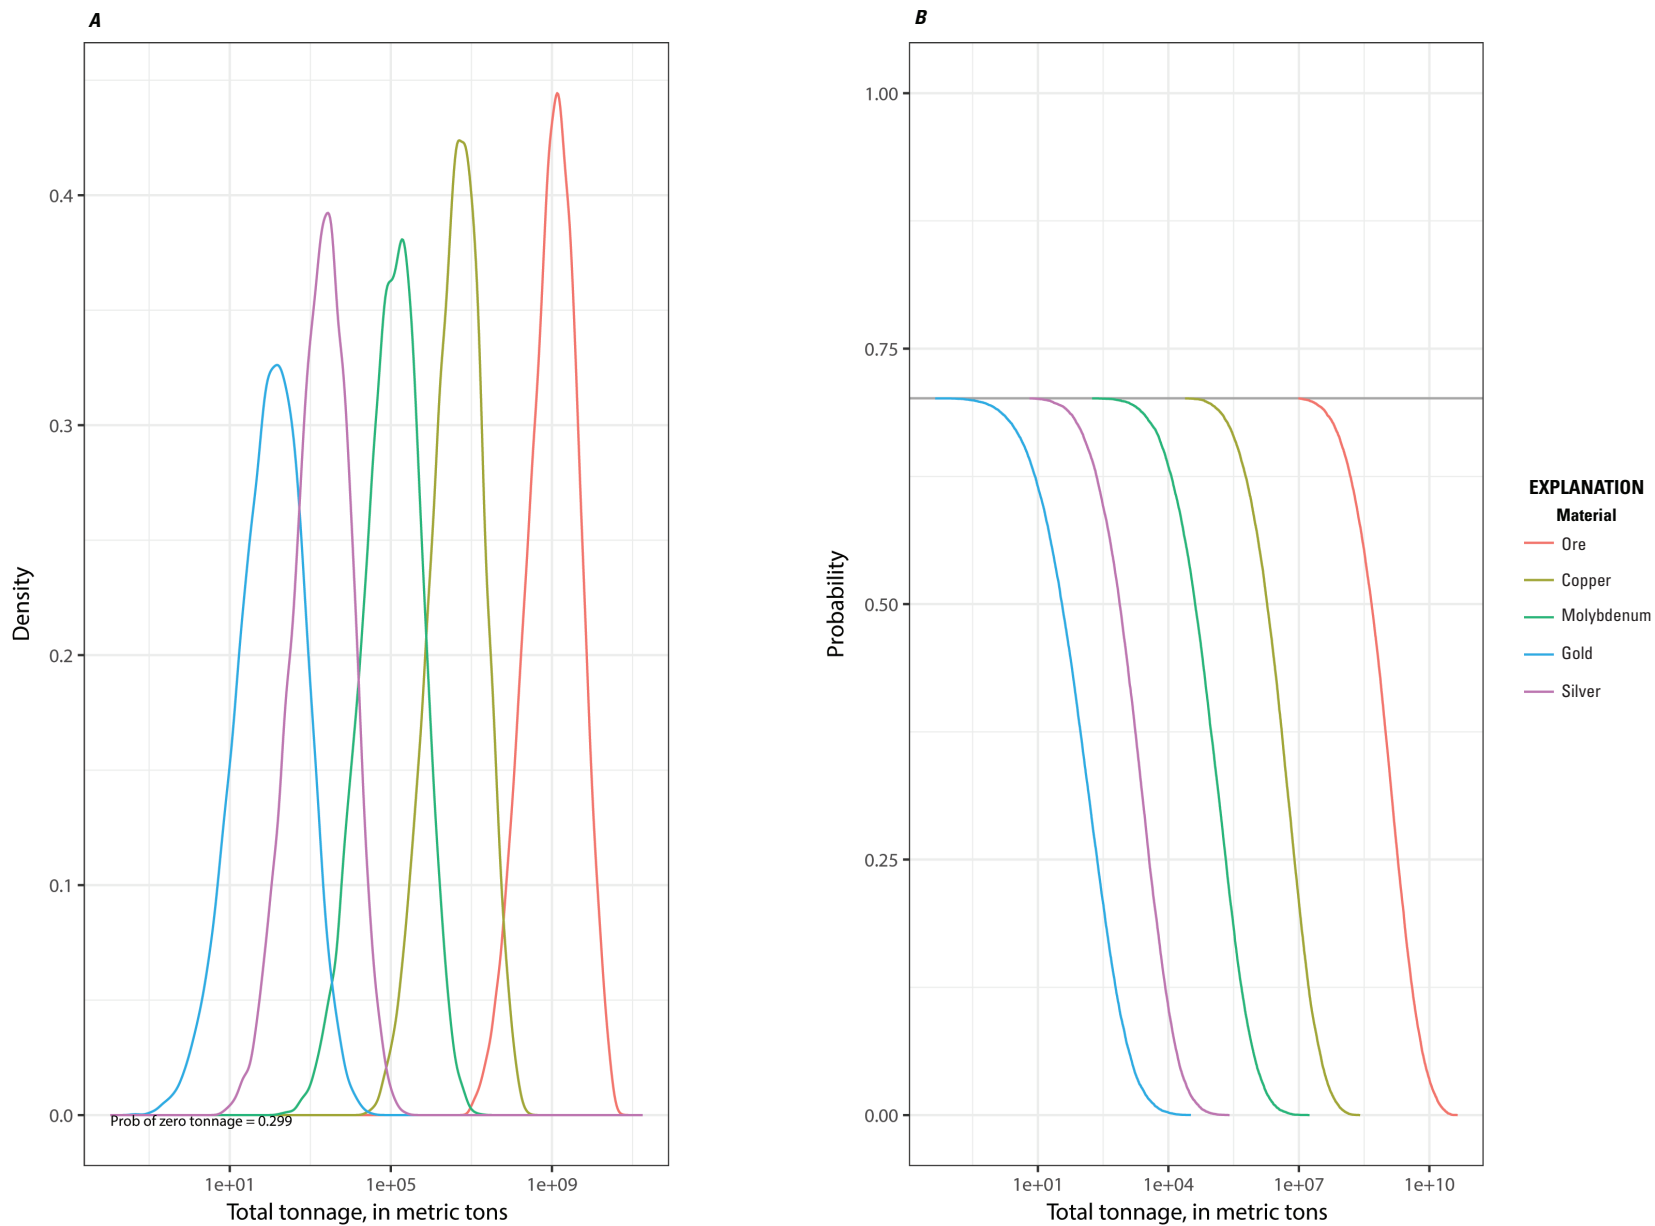 A
0.4
0.3
0.2
0.1
0.0
Density
Prob of zero tonnage = 0.299
1e+01 1e+05 1e+09
Total tonnage, in metric tons
B
1.00
0.75
0.50
0.25
0.00
Probability
1e+01 1e+04 1e+07 1e+10
Total tonnage, in metric tons
EXPLANATION
Material
Ore
Copper
Molybdenum
Gold
Silver